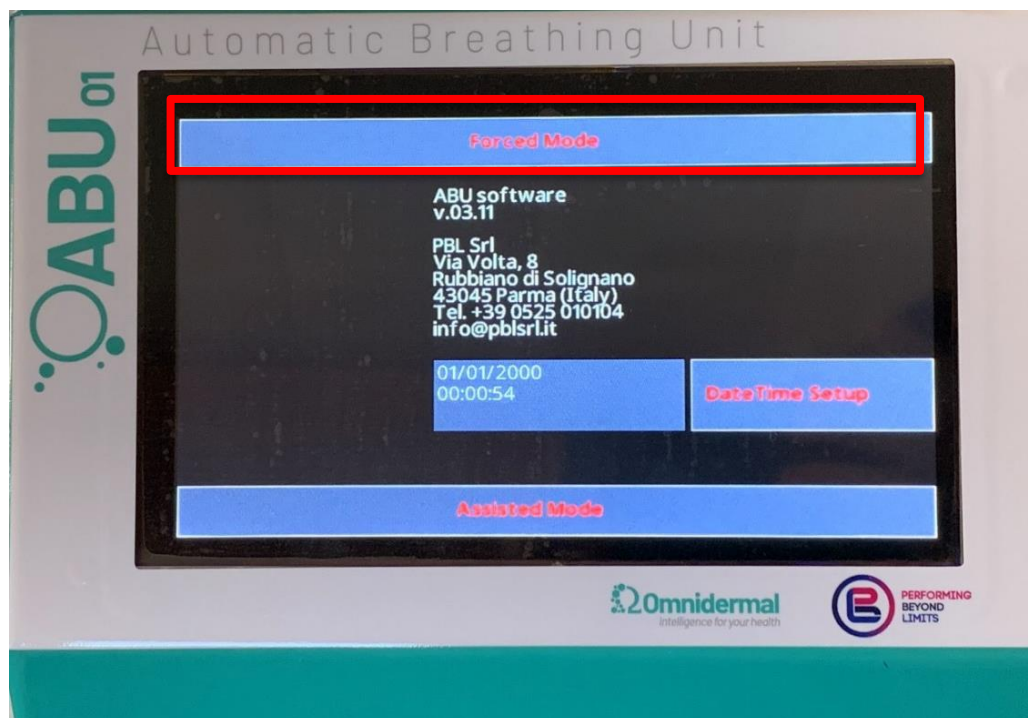 Automatic Breathing Unit
ABU 01
Forced Mode
ABU software
v.03.11
PBL Srl
Via Volta, 8
Rubbiano di Solignano
43045 Parma (Italy)
Tel. +39 0525 010104
info@pblsrl.it
01/01/2000
00:00:54
DateTime Setup
Assisted Mode
Omnidermal
intelligence for your health
PERFORMING
BEYOND
LIMITS